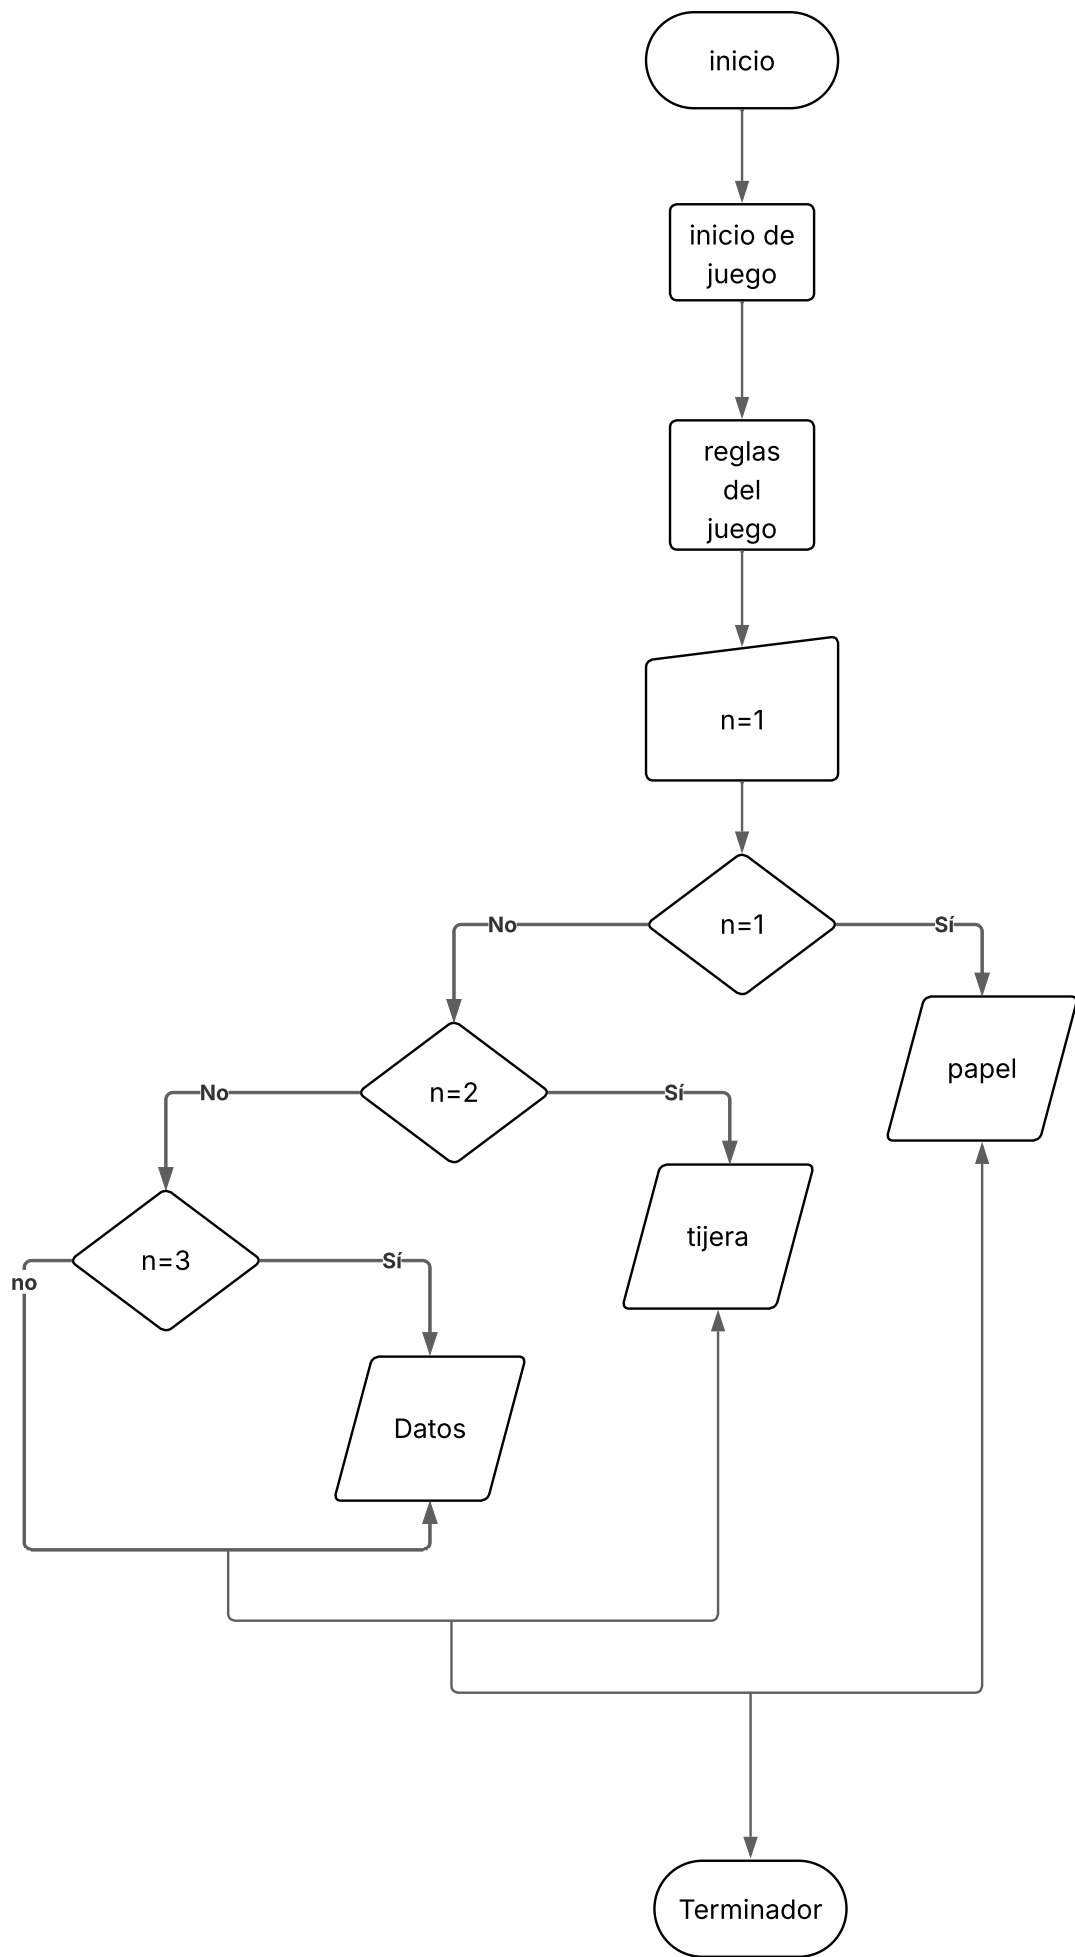 inicio
inicio de
juego
reglas
del
juego
n=1
n=1
No
Sí
n=2
No
Sí
papel
n=3
no
Sí
tijera
Datos
Terminador